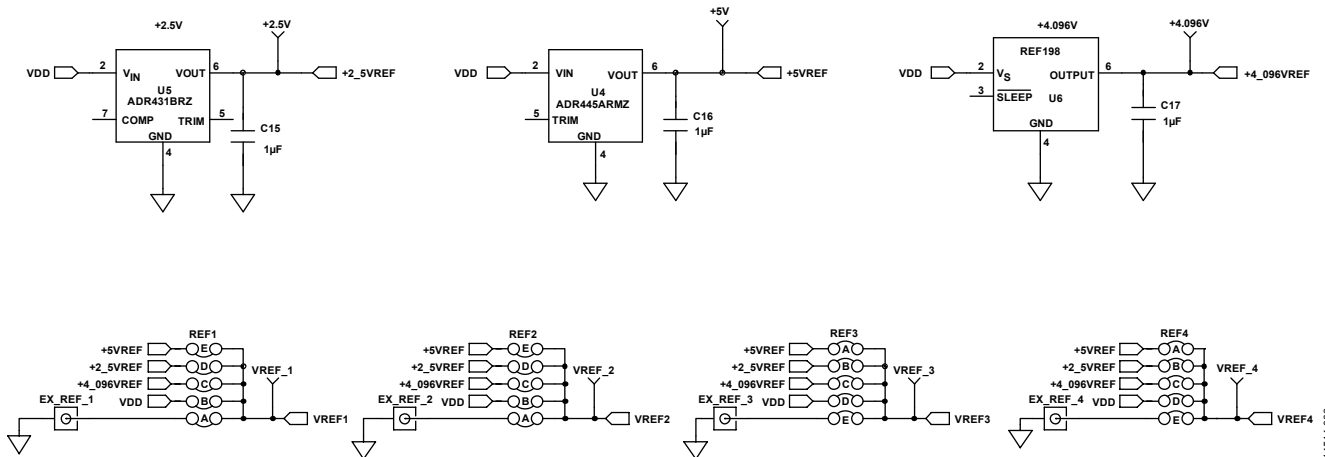 +2.5V
+2.5V
VDD
2
VIN
VOUT
6
+2_5VREF
U5
ADR431BRZ
7
COMP
TRIM
5
GND
4
C15
1µF
+5V
VDD
2
VIN
VOUT
6
+5VREF
U4
ADR445ARMZ
5
TRIM
GND
4
C16
1µF
+4.096V
+4.096V
REF198
VDD
2
VS
OUTPUT
6
+4_096VREF
3
SLEEP
U6
GND
4
C17
1µF
REF1
+5VREF
E
+2_5VREF
D
VREF_1
+4_096VREF
C
EX_REF_1
VDD
B
A
VREF1
REF2
+5VREF
E
+2_5VREF
D
VREF_2
+4_096VREF
C
EX_REF_2
VDD
B
A
VREF2
REF3
+5VREF
A
+2_5VREF
B
VREF_3
+4_096VREF
C
EX_REF_3
VDD
D
E
VREF3
REF4
+5VREF
A
+2_5VREF
B
VREF_4
+4_096VREF
C
EX_REF_4
VDD
D
E
VREF4